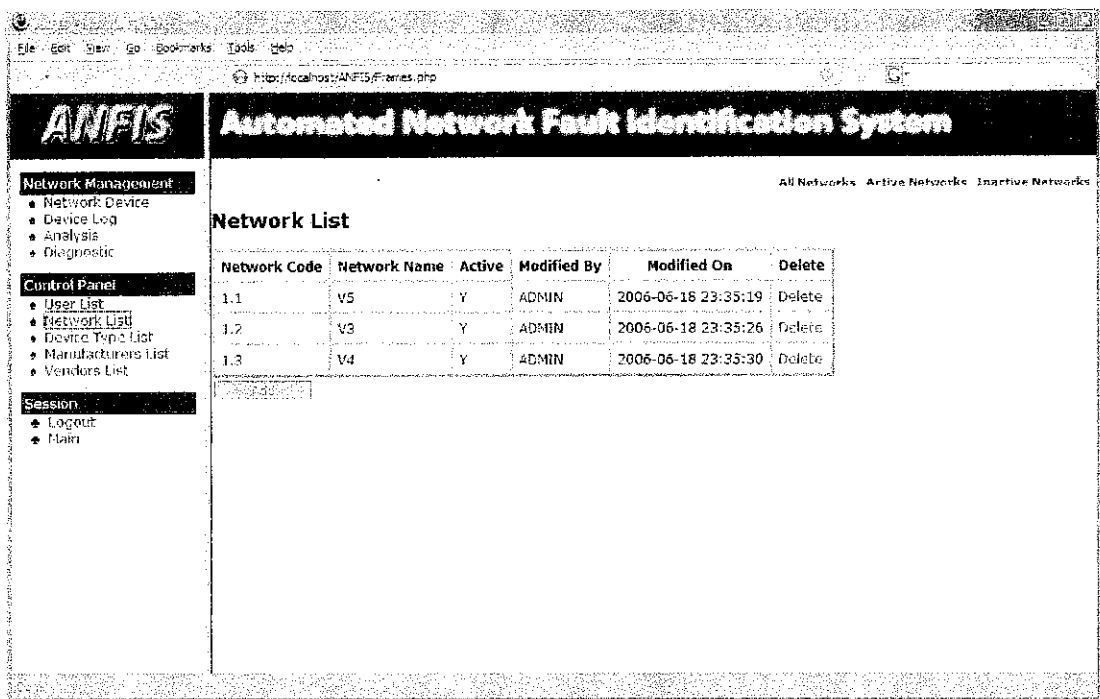 File Edit View Go Bookmarks Tools Help
http://localhost/ANFIS/Frames.php
ANFIS
Automated Network Fault Identification System
All Networks Active Networks Inactive Networks
Network Management
Network Device
Device Log
Analysis
Diagnostic
Control Panel
User List
Network List
Device Type List
Manufacturers List
Vendors List
Session
Logout
Main
Network List
Network Code Network Name Active Modified By Modified On Delete
1.1 V5 Y ADMIN 2006-06-18 23:35:19 Delete
1.2 V3 Y ADMIN 2006-06-18 23:35:26 Delete
1.3 V4 Y ADMIN 2006-06-18 23:35:30 Delete